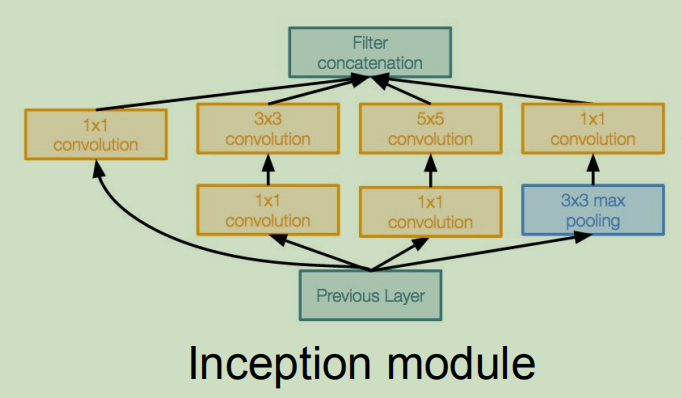 Filter
concatenation
1x1
convolution
3x3
convolution
5x5
convolution
1x1
convolution
1x1
convolution
1x1
convolution
3x3 max
pooling
Previous Layer
Inception module